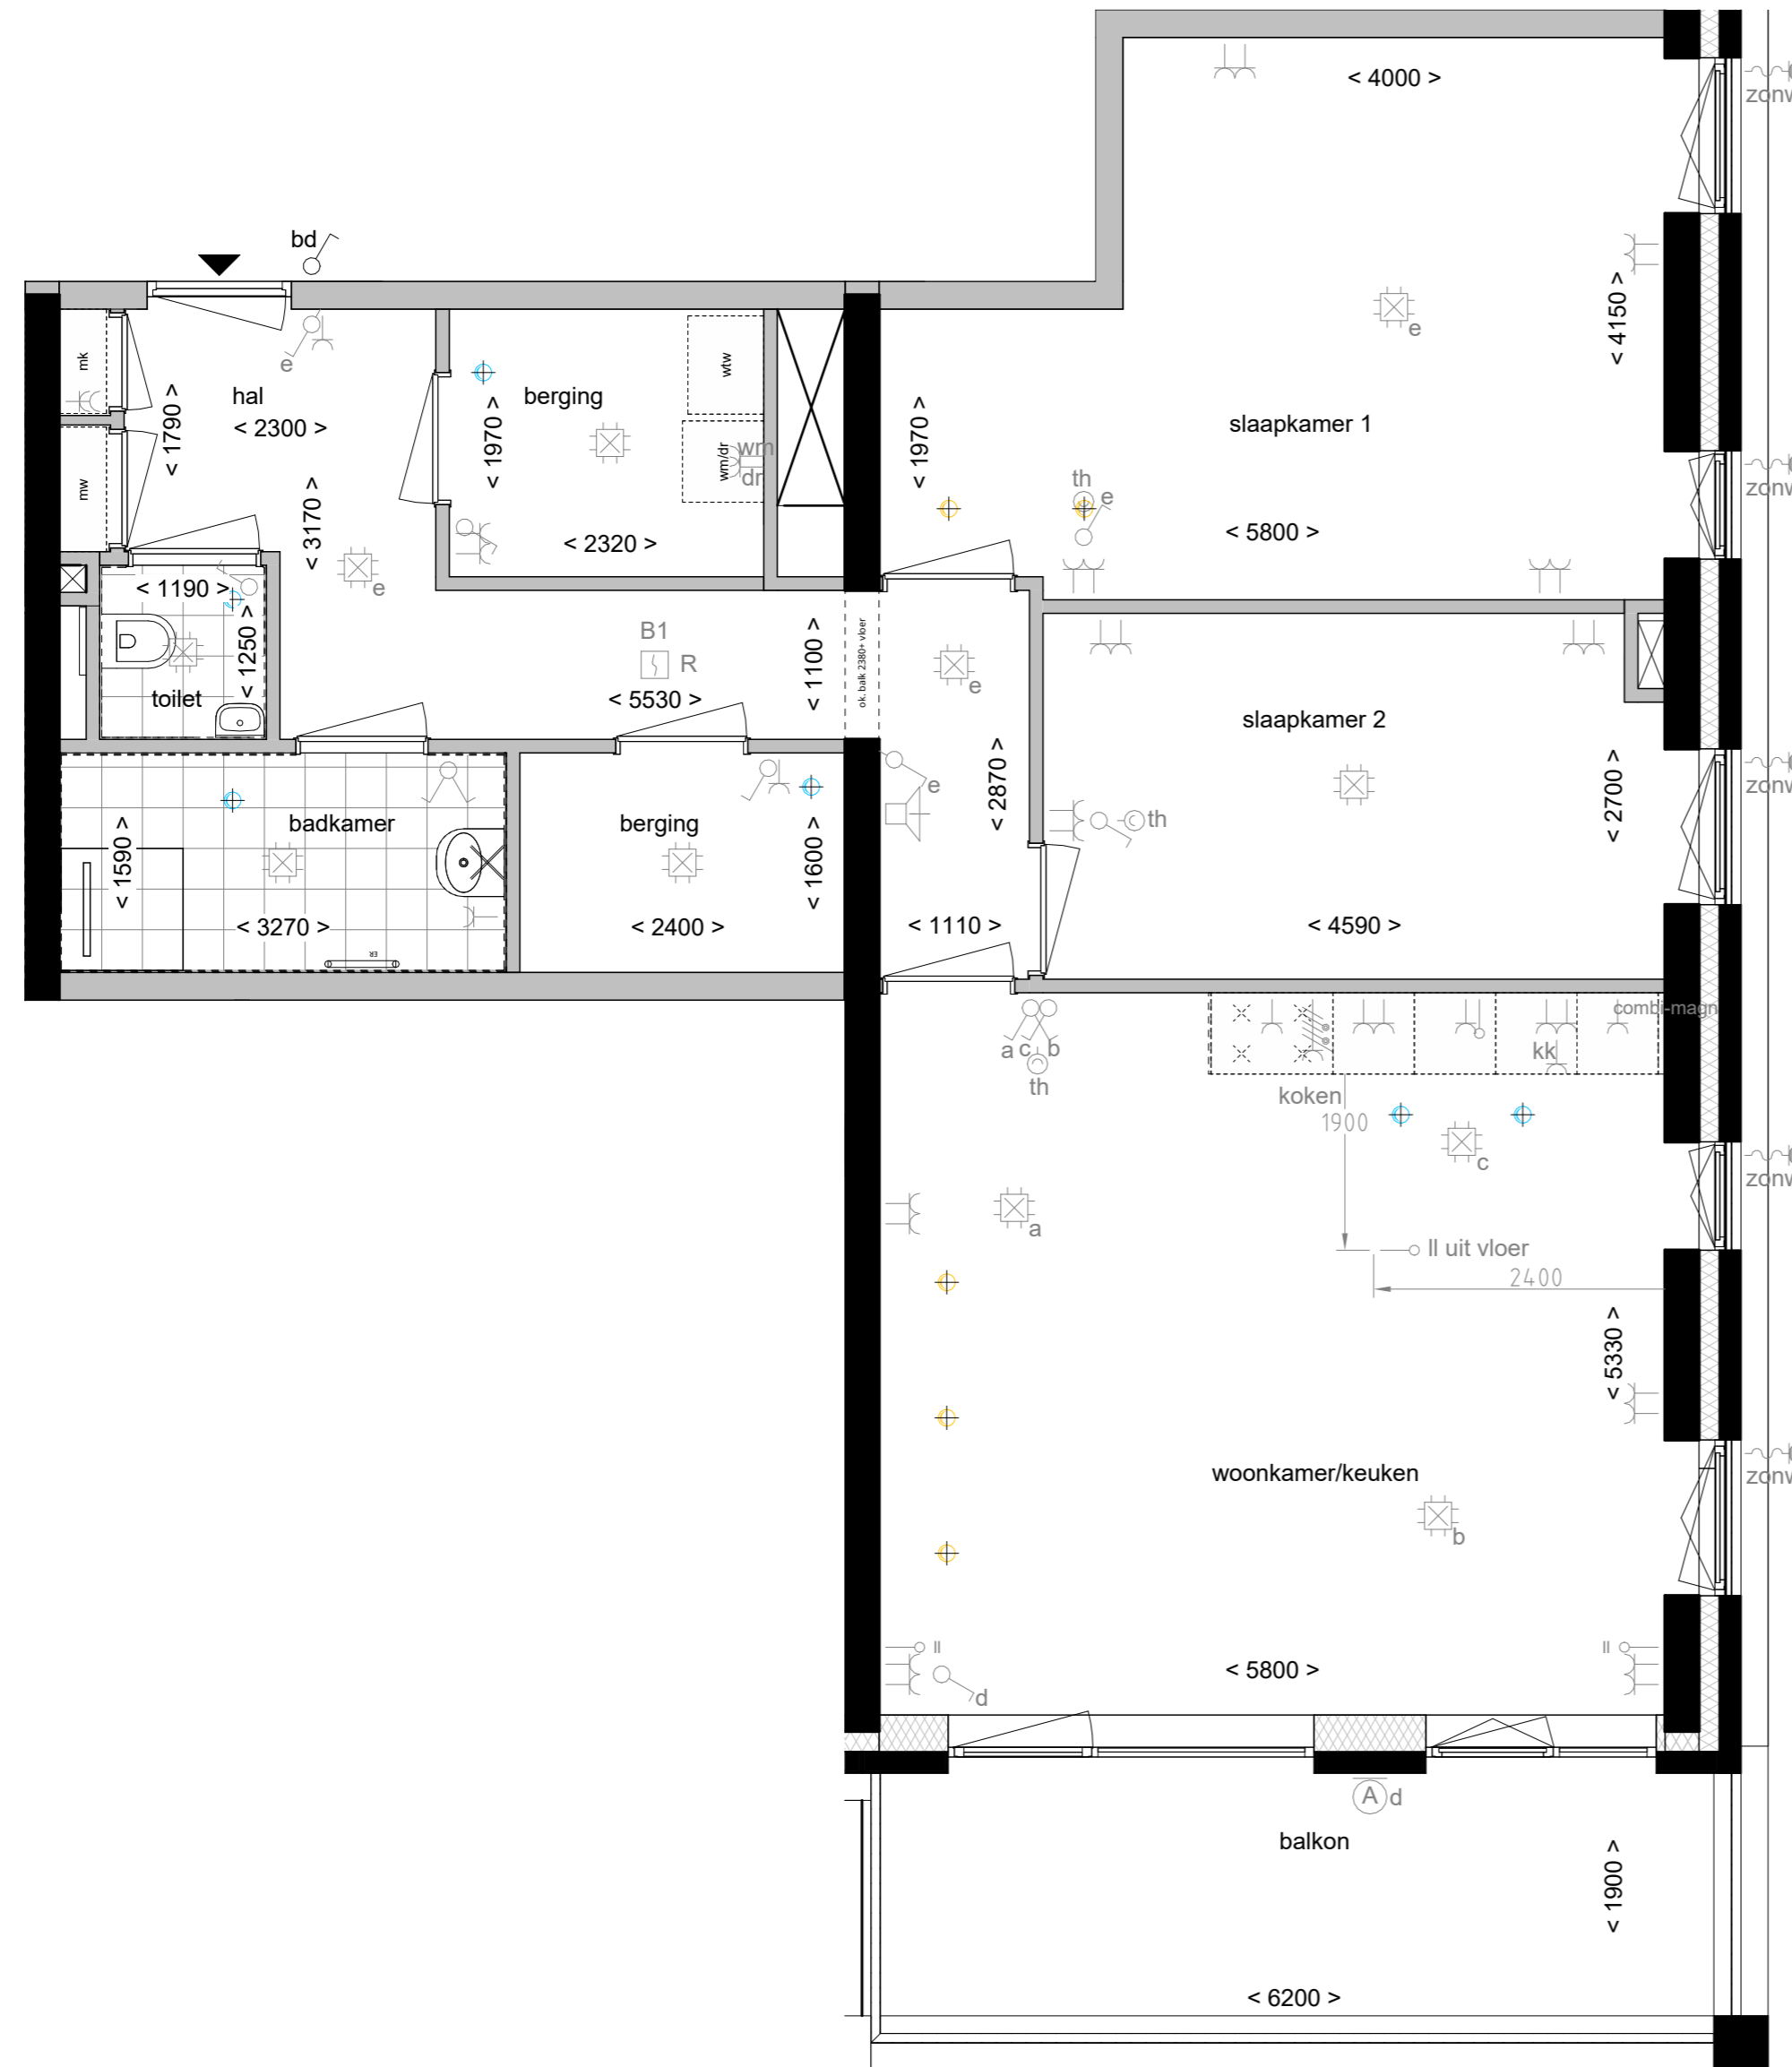 < 4000 >
zonw
bd
< 4150 >
e
mk
e
hal
< 2300 >
< 1790 >
berging
< 1970 >
wtw
wm/dr
wm
dr
< 1970 >
slaapkamer 1
mw
< 3170 >
< 2320 >
th
e
< 5800 >
zonw
e
< 1190 >
< 1250 >
toilet
B1
R
< 5530 >
< 1100 >
ok. balk 2380+ vloer
e
slaapkamer 2
zonw
badkamer
< 1590 >
< 3270 >
ER
berging
< 1600 >
< 2400 >
e
< 2870 >
< 1110 >
th
< 2700 >
< 4590 >
a c b
th
combi-magn
kk
koken
1900
c
zonw
a
ll uit vloer
2400
< 5330 >
woonkamer/keuken
zonw
b
ll
d
< 5800 >
ll
A d
balkon
< 1900 >
< 6200 >